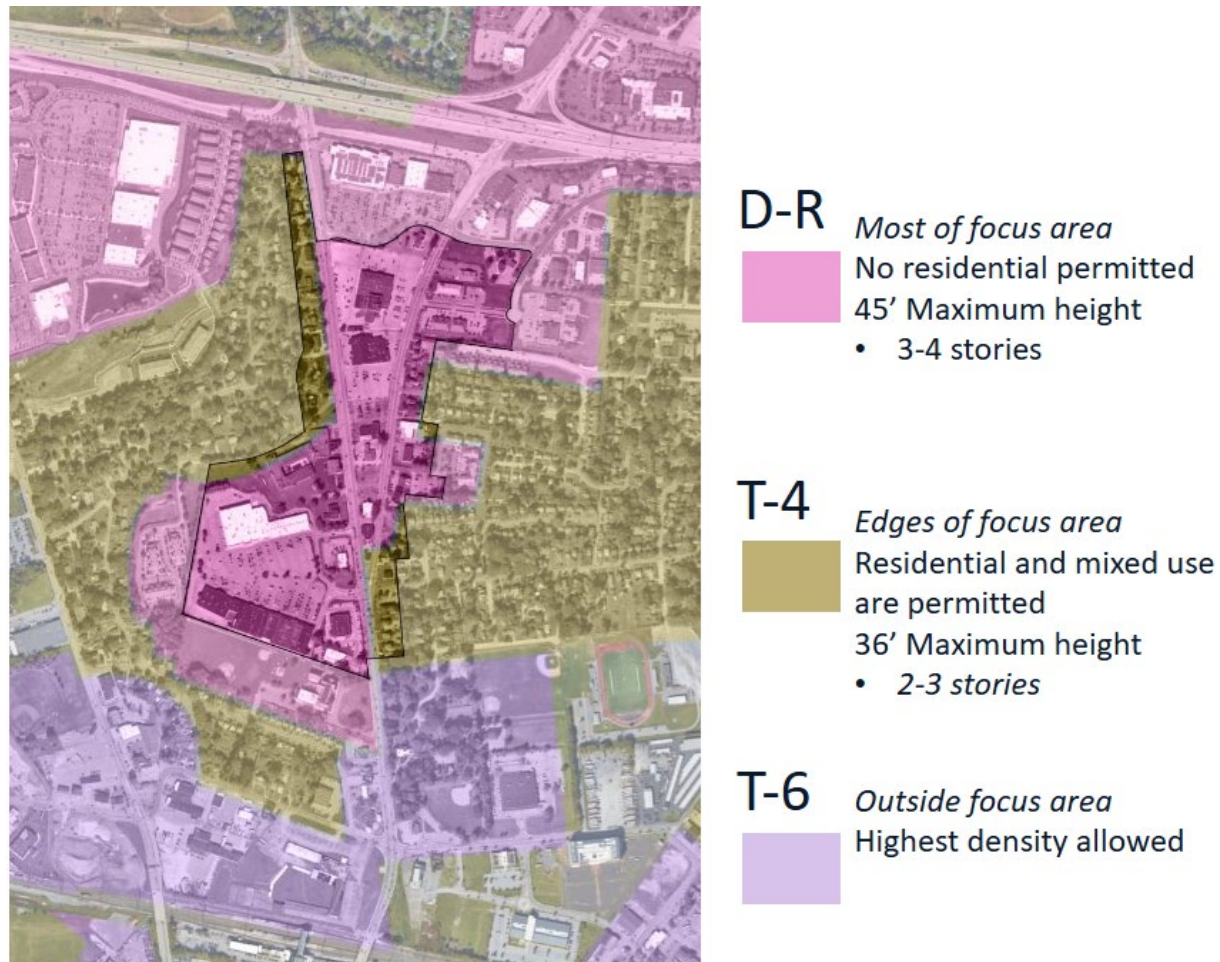 D-R
Most of focus area
No residential permitted
45’ Maximum height
• 3-4 stories
T-4
Edges of focus area
Residential and mixed use
are permitted
36’ Maximum height
• 2-3 stories
T-6
Outside focus area
Highest density allowed